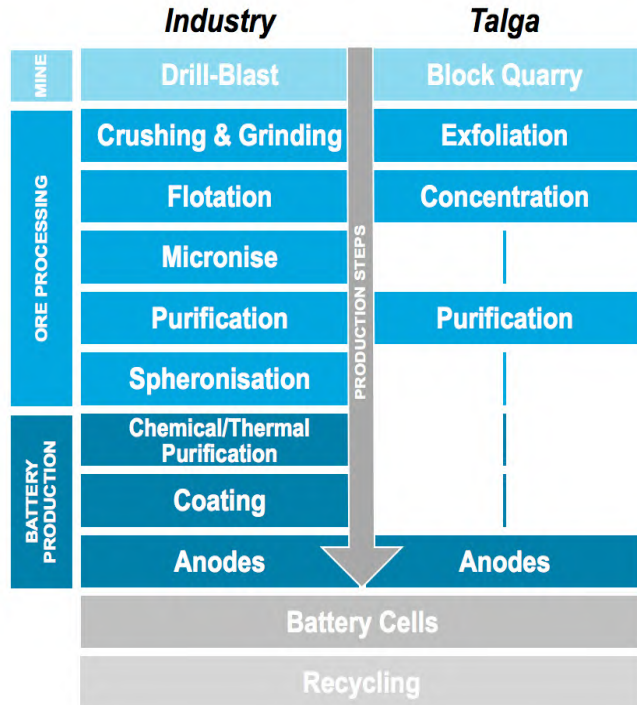 Industry Talga
MINE
Drill-Blast Block Quarry
ORE PROCESSING
Crushing & Grinding Exfoliation
Flotation Concentration
Micronise
PRODUCTION STEPS
Purification Purification
Spheronisation
BATTERY
PRODUCTION
Chemical/Thermal
Purification
Coating
Anodes Anodes
Battery Cells
Recycling